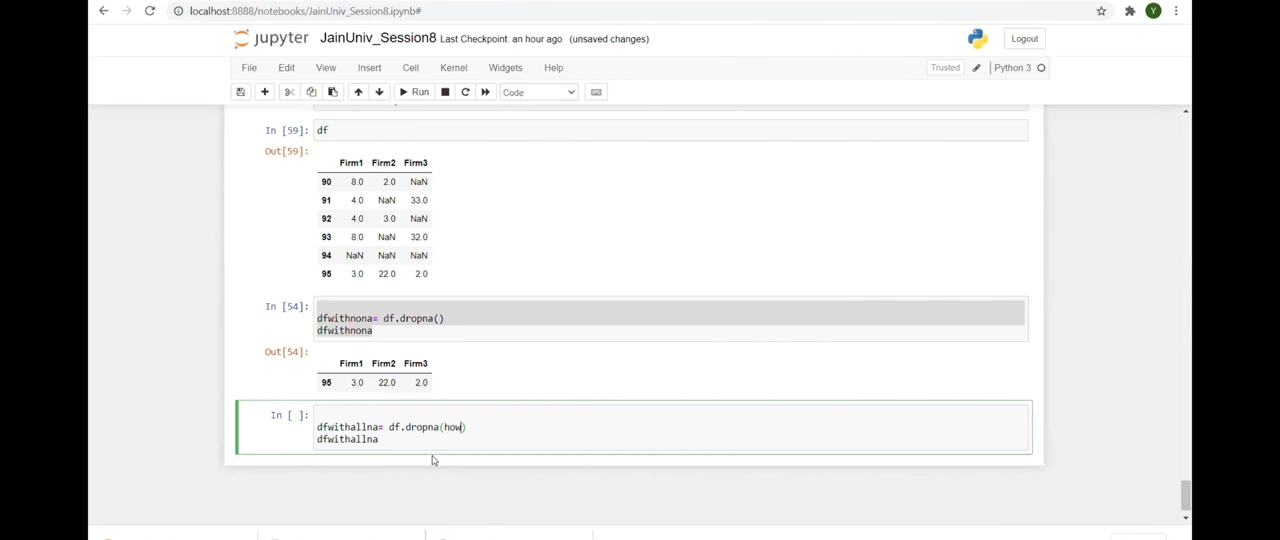 localhost:8888/notebooks/JainUniv_Session8.ipynb#
Y
jupyter JainUniv_Session8 Last Checkpoint: an hour ago (unsaved changes)
Logout
File Edit View Insert Cell Kernel Widgets Help
Trusted Python 3
Run Code
In [59]: df
Out[59]:
Firm1 Firm2 Firm3
90 8.0 2.0 NaN
91 4.0 NaN 33.0
92 4.0 3.0 NaN
93 8.0 NaN 32.0
94 NaN NaN NaN
95 3.0 22.0 2.0
In [54]:
dfwithnona= df.dropna()
dfwithnona
Out[54]:
Firm1 Firm2 Firm3
95 3.0 22.0 2.0
In [ ]:
dfwithallna= df.dropna(how)
dfwithallna